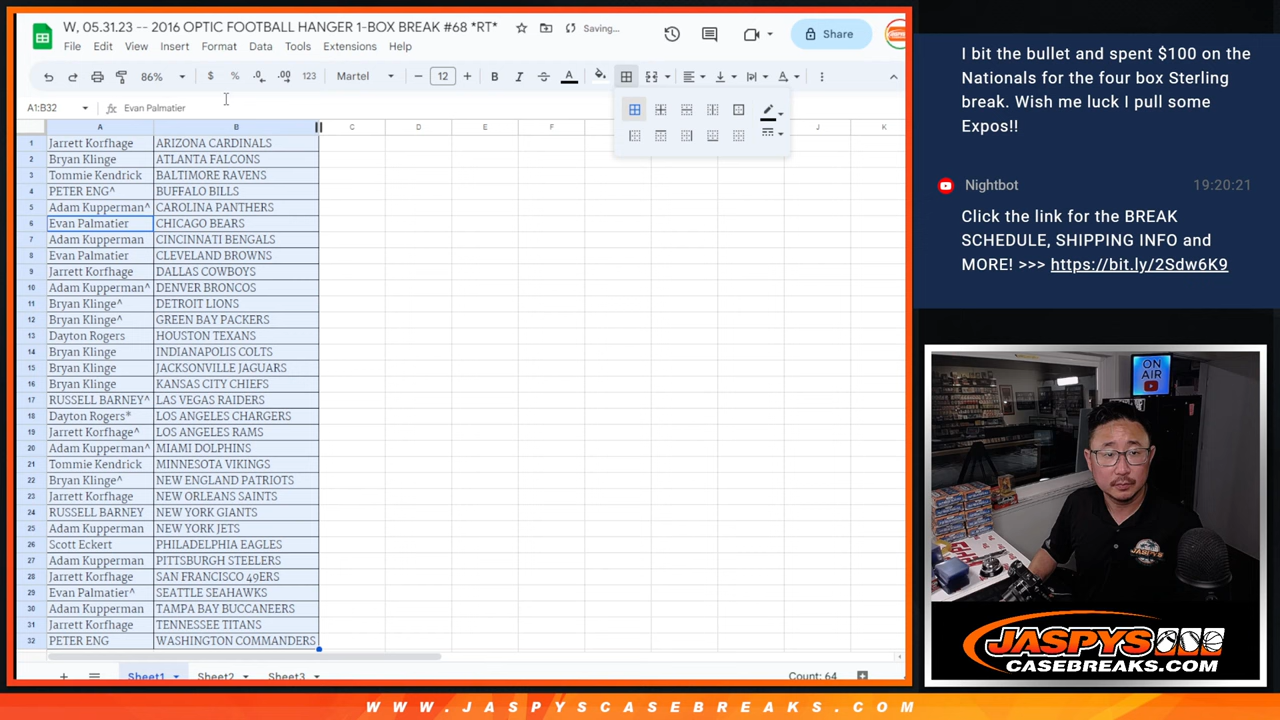 W, 05.31.23 -- 2016 OPTIC FOOTBALL HANGER 1-BOX BREAK #68 *RT*
Saving...
Share
File Edit View Insert Format Data Tools Extensions Help
86% $ % .0 .00 123 Martel 12 B I A
A1:B32 Evan Palmatier
A B C D E F J K
1 Jarrett Korfhage ARIZONA CARDINALS
2 Bryan Klinge ATLANTA FALCONS
3 Tommie Kendrick BALTIMORE RAVENS
4 PETER ENG^ BUFFALO BILLS
5 Adam Kupperman^ CAROLINA PANTHERS
6 Evan Palmatier CHICAGO BEARS
7 Adam Kupperman CINCINNATI BENGALS
8 Evan Palmatier CLEVELAND BROWNS
9 Jarrett Korfhage DALLAS COWBOYS
10 Adam Kupperman^ DENVER BRONCOS
11 Bryan Klinge^ DETROIT LIONS
12 Bryan Klinge^ GREEN BAY PACKERS
13 Dayton Rogers HOUSTON TEXANS
14 Bryan Klinge INDIANAPOLIS COLTS
15 Bryan Klinge JACKSONVILLE JAGUARS
16 Bryan Klinge KANSAS CITY CHIEFS
17 RUSSELL BARNEY^ LAS VEGAS RAIDERS
18 Dayton Rogers* LOS ANGELES CHARGERS
19 Jarrett Korfhage^ LOS ANGELES RAMS
20 Adam Kupperman^ MIAMI DOLPHINS
21 Tommie Kendrick MINNESOTA VIKINGS
22 Bryan Klinge^ NEW ENGLAND PATRIOTS
23 Jarrett Korfhage NEW ORLEANS SAINTS
24 RUSSELL BARNEY NEW YORK GIANTS
25 Adam Kupperman NEW YORK JETS
26 Scott Eckert PHILADELPHIA EAGLES
27 Adam Kupperman PITTSBURGH STEELERS
28 Jarrett Korfhage SAN FRANCISCO 49ERS
29 Evan Palmatier^ SEATTLE SEAHAWKS
30 Adam Kupperman TAMPA BAY BUCCANEERS
31 Jarrett Korfhage TENNESSEE TITANS
32 PETER ENG WASHINGTON COMMANDERS
Sheet1 Sheet2 Sheet3 Count: 64
I bit the bullet and spent $100 on the
Nationals for the four box Sterling
break. Wish me luck I pull some
Expos!!
Nightbot 19:20:21
Click the link for the BREAK
SCHEDULE, SHIPPING INFO and
MORE! >>> https://bit.ly/2Sdw6K9
ON
AIR
JASPYS
CASEBREAKS.COM
WWW.JASPYSCASEBREAKS.COM